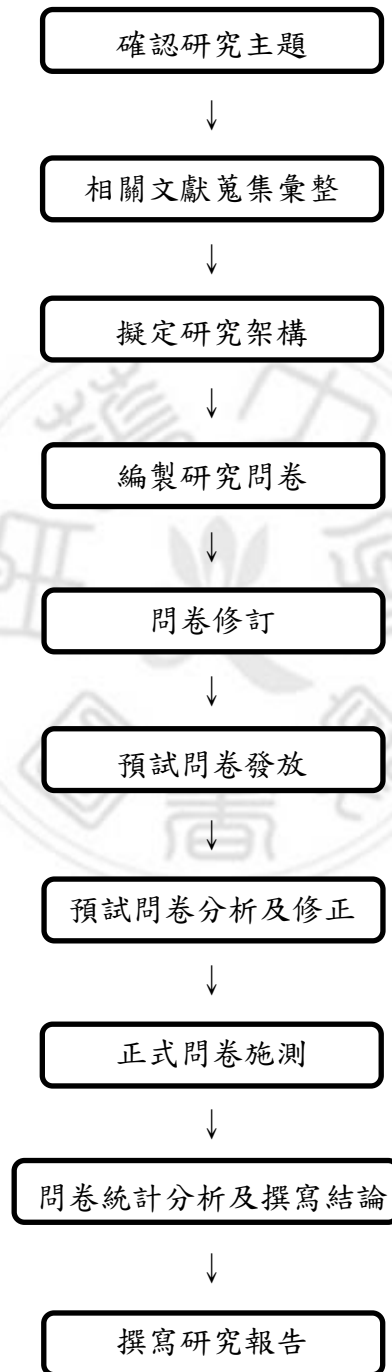 確認研究主題
↓
相關文獻蒐集彙整
↓
擬定研究架構
↓
編製研究問卷
↓
問卷修訂
↓
預試問卷發放
↓
預試問卷分析及修正
↓
正式問卷施測
↓
問卷統計分析及撰寫結論
↓
撰寫研究報告